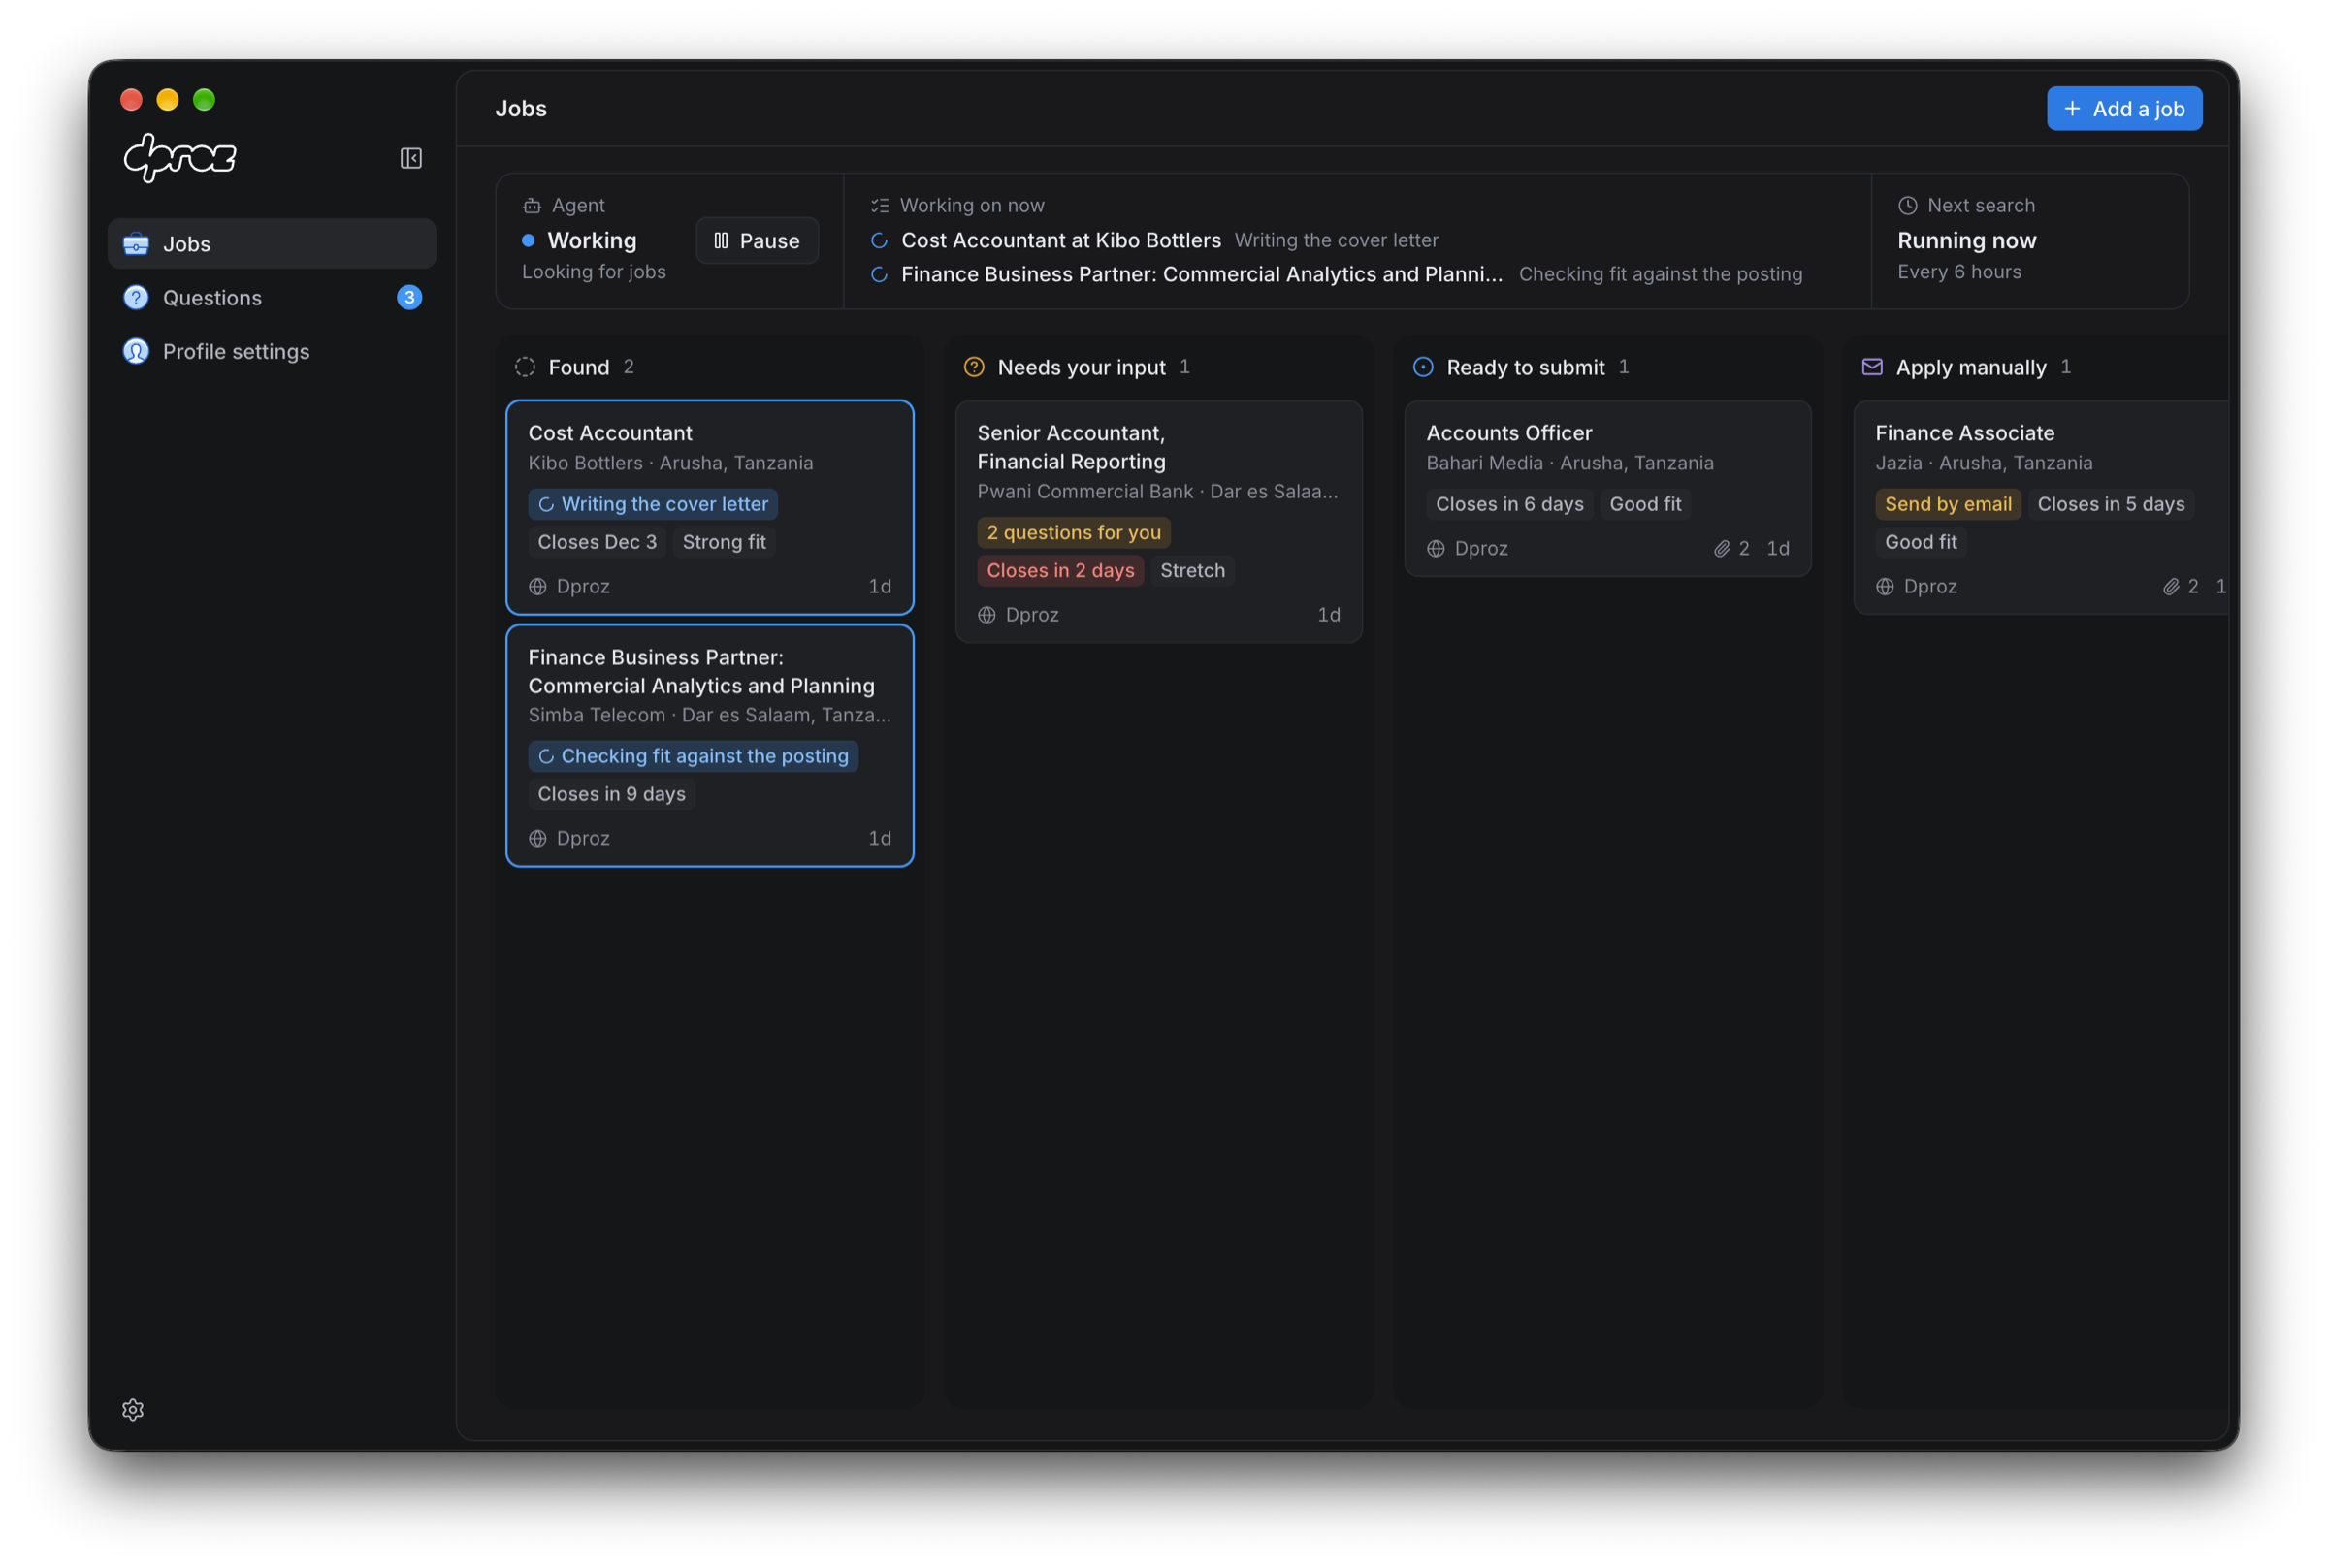 dproz
Jobs
Questions
3
Profile settings
Jobs
Add a job
Agent
Working
Looking for jobs
Pause
Working on now
Cost Accountant at Kibo Bottlers Writing the cover letter
Finance Business Partner: Commercial Analytics and Planni... Checking fit against the posting
Next search
Running now
Every 6 hours
Found 2
Cost Accountant
Kibo Bottlers · Arusha, Tanzania
Writing the cover letter
Closes Dec 3 Strong fit
Dproz 1d
Finance Business Partner:
Commercial Analytics and Planning
Simba Telecom · Dar es Salaam, Tanza...
Checking fit against the posting
Closes in 9 days
Dproz 1d
Needs your input 1
Senior Accountant,
Financial Reporting
Pwani Commercial Bank · Dar es Salaa...
2 questions for you
Closes in 2 days Stretch
Dproz 1d
Ready to submit 1
Accounts Officer
Bahari Media · Arusha, Tanzania
Closes in 6 days Good fit
Dproz 2 1d
Apply manually 1
Finance Associate
Jazia · Arusha, Tanzania
Send by email Closes in 5 days
Good fit
Dproz 2 1